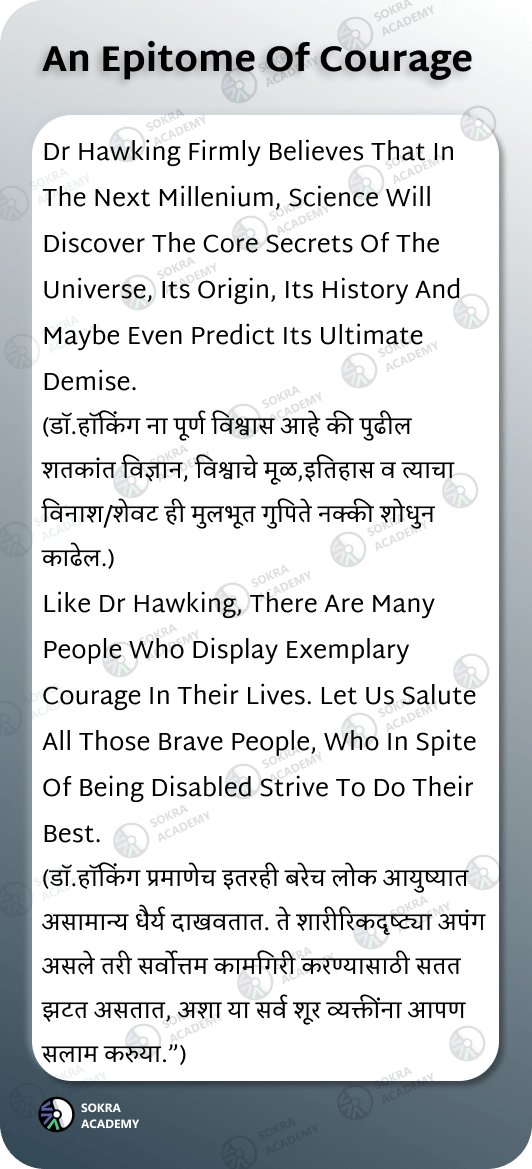 An Epitome Of Courage
Dr Hawking Firmly Believes That In
The Next Millenium, Science Will
Discover The Core Secrets Of The
Universe, Its Origin, Its History And
Maybe Even Predict Its Ultimate
Demise.
(डॉ.हॉकिंग ना पूर्ण विश्वास आहे की पुढील
शतकांत विज्ञान, विश्वाचे मूळ,इतिहास व त्याचा
विनाश/शेवट ही मुलभूत गुपिते नक्की शोधुन
काढेल.)
Like Dr Hawking, There Are Many
People Who Display Exemplary
Courage In Their Lives. Let Us Salute
All Those Brave People, Who In Spite
Of Being Disabled Strive To Do Their
Best.
(डॉ.हॉकिंग प्रमाणेच इतरही बरेच लोक आयुष्यात
असामान्य धैर्य दाखवतात. ते शारीरिकदृष्ट्या अपंग
असले तरी सर्वोत्तम कामगिरी करण्यासाठी सतत
झटत असतात, अशा या सर्व शूर व्यक्तींना आपण
सलाम करुया.”)
SOKRA
ACADEMY